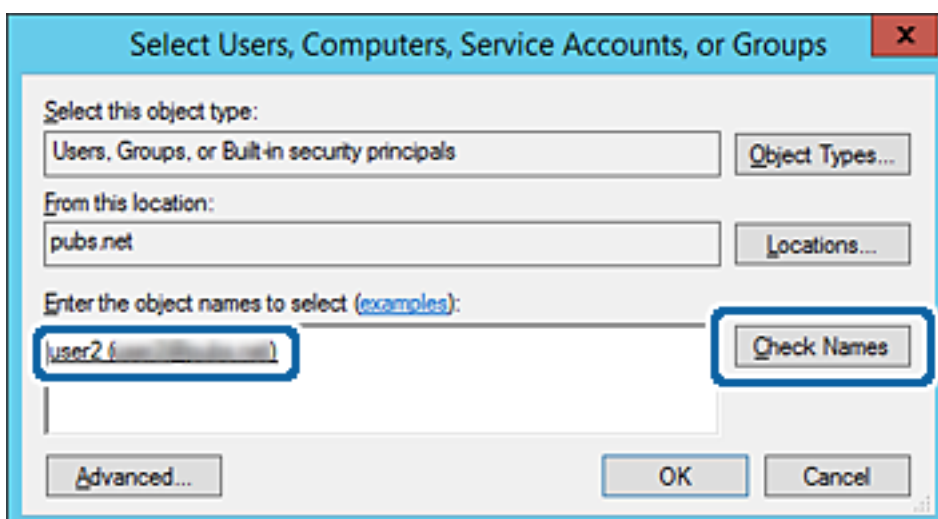 Select Users, Computers, Service Accounts, or Groups
x
Select this object type:
Users, Groups, or Built-in security principals
Object Types...
From this location:
pubs.net
Locations...
Enter the object names to select (examples):
user2 ( )
Check Names
Advanced...
OK
Cancel